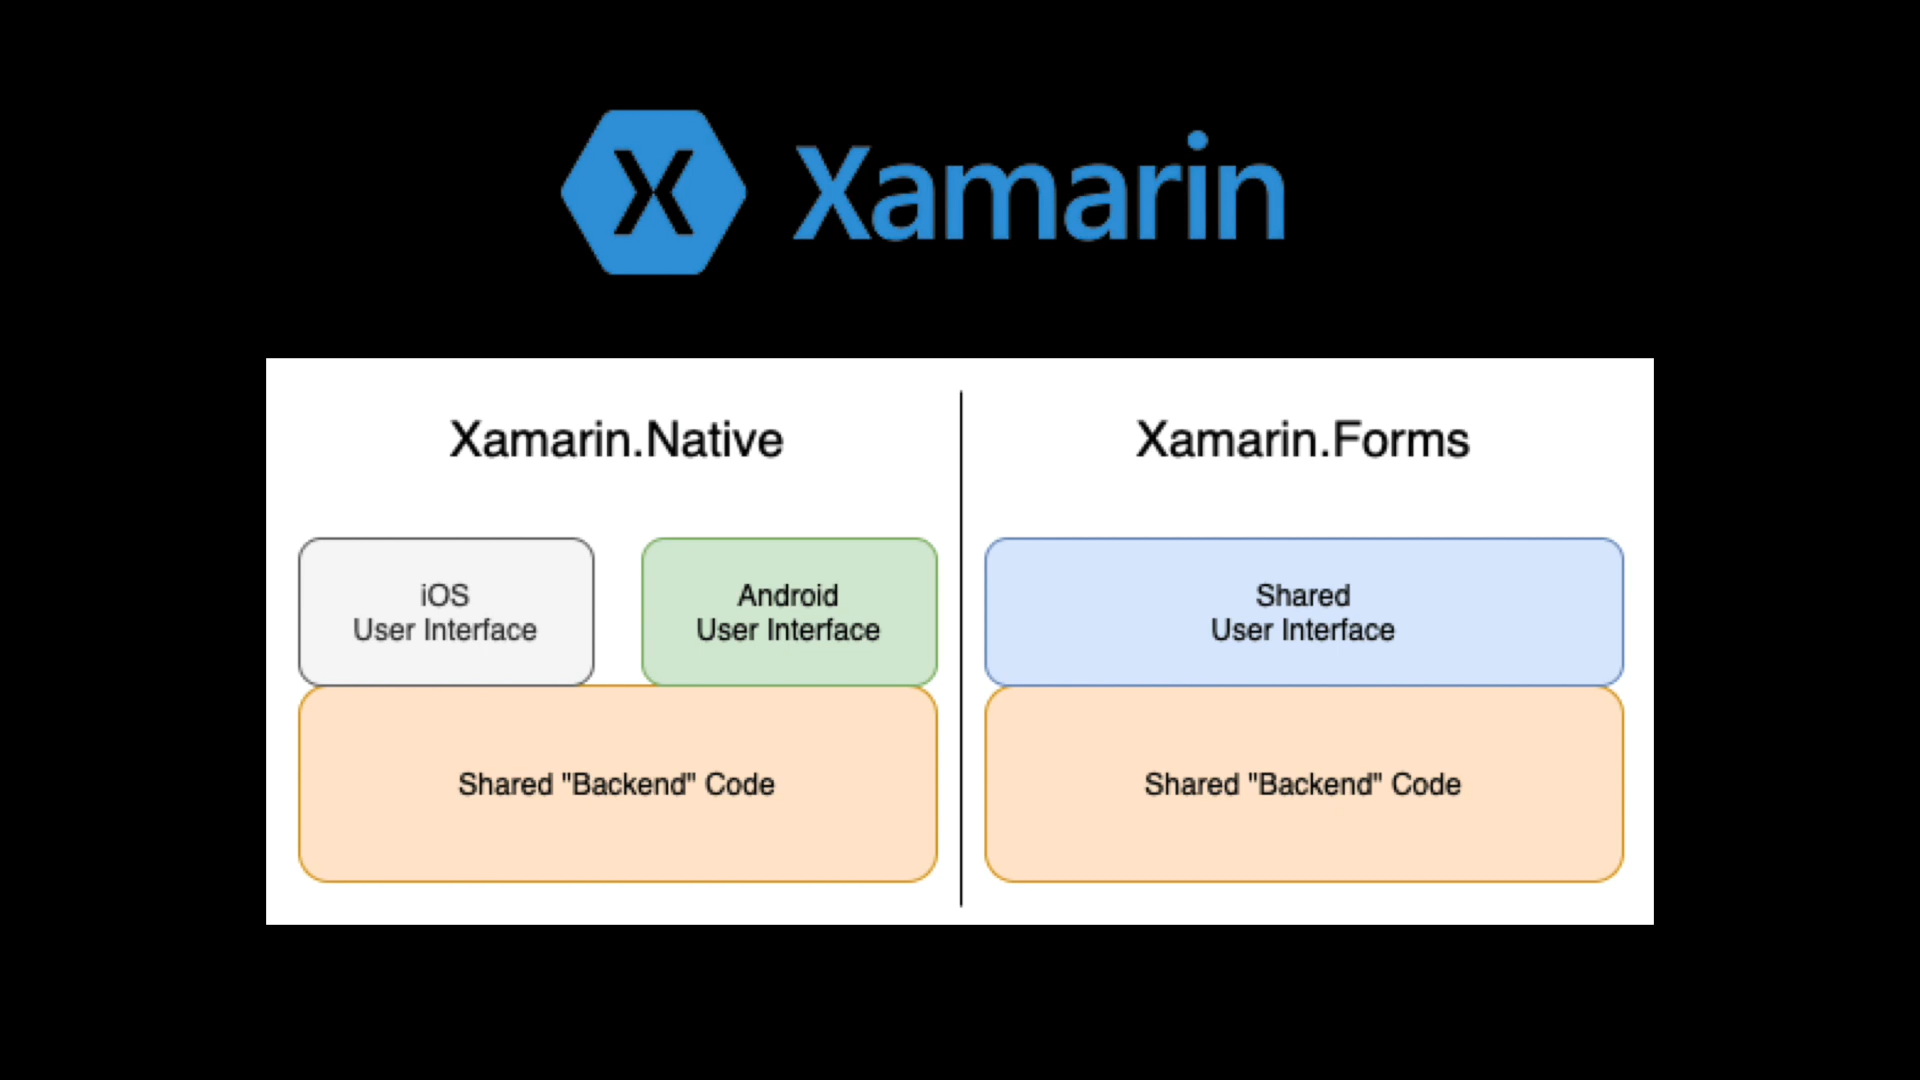 X Xamarin
Xamarin.Native
Xamarin.Forms
iOS
User Interface
Android
User Interface
Shared
User Interface
Shared "Backend" Code
Shared "Backend" Code